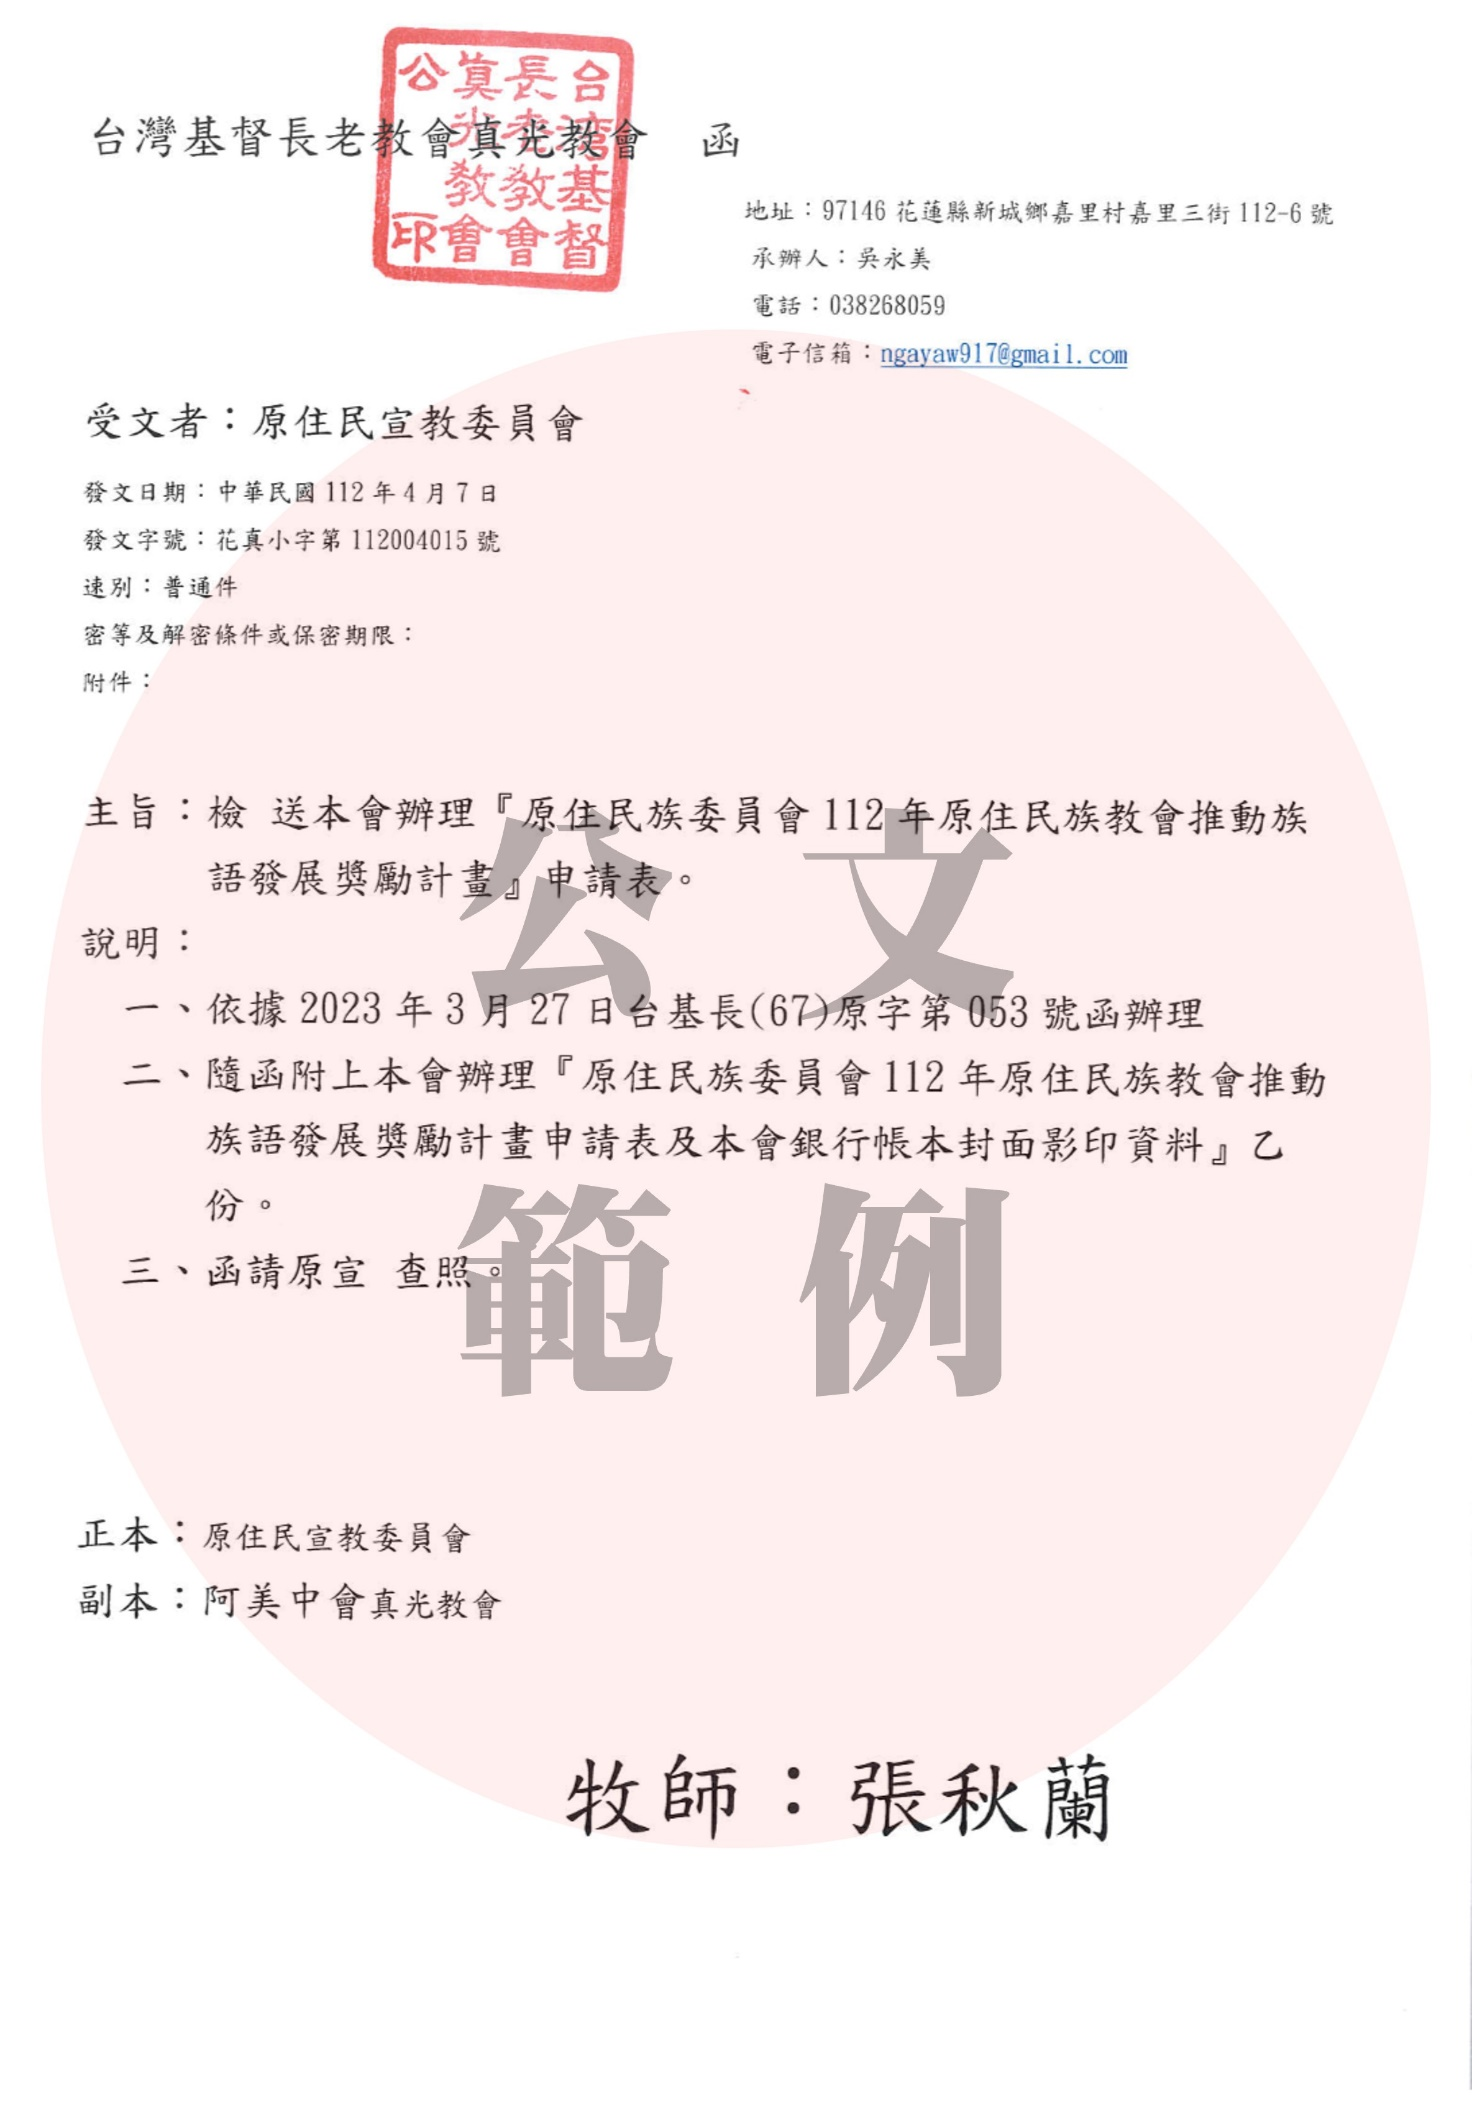 台灣基督長老教會真光教會 函
台灣基督
長老教會
真光教會
公印
地址：97146 花蓮縣新城鄉嘉里村嘉里三街 112-6 號
承辦人：吳永美
電話：038268059
電子信箱：ngayaw917@gmail.com
受文者：原住民宣教委員會
發文日期：中華民國 112 年 4 月 7 日
發文字號：花真小字第 112004015 號
速別：普通件
密等及解密條件或保密期限：
附件：
主旨：檢 送本會辦理『原住民族委員會 112 年原住民族教會推動族
語發展獎勵計畫』申請表。
說明：
一、依據 2023 年 3 月 27 日台基長(67)原字第 053 號函辦理
二、隨函附上本會辦理『原住民族委員會 112 年原住民族教會推動
族語發展獎勵計畫申請表及本會銀行帳本封面影印資料』乙
份。
三、函請原宣 查照。
公文
範例
正本：原住民宣教委員會
副本：阿美中會真光教會
牧師：張秋蘭